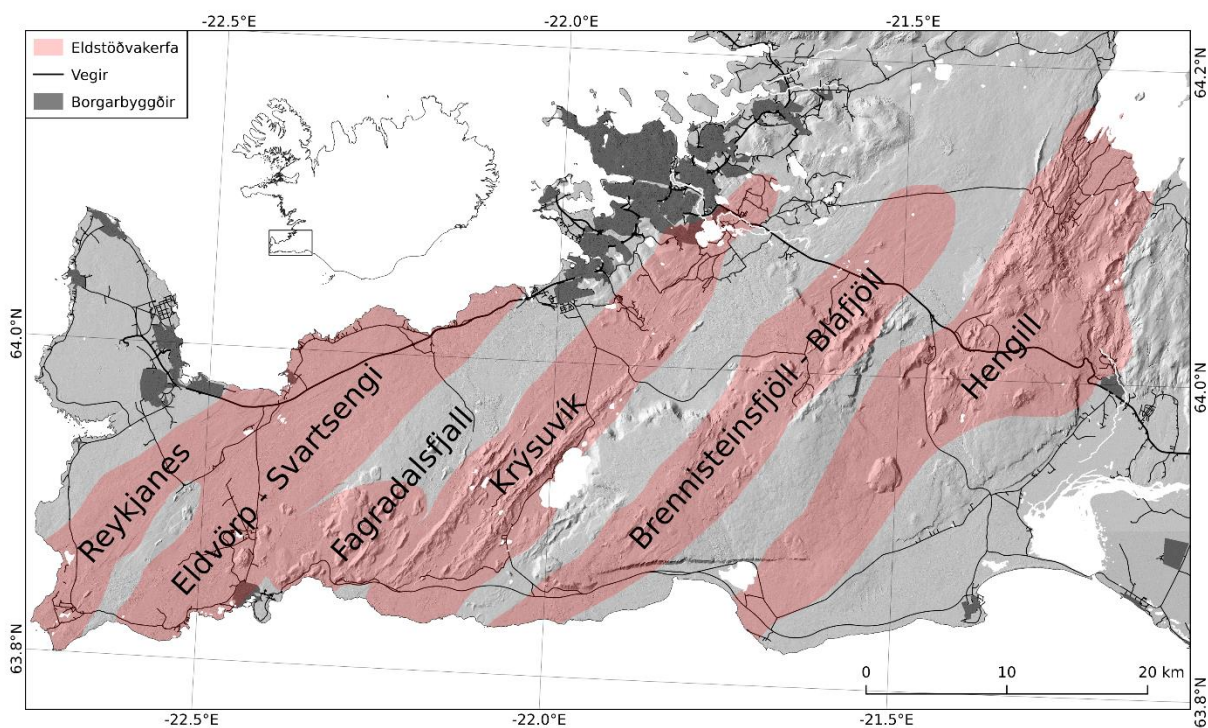 -22.5°E
-22.0°E
-21.5°E
Eldstöðvakerfa
Vegir
Borgarbyggðir
64.2°N
64.0°N
64.0°N
Reykjanes
Eldvörp - Svartsengi
Fagradalsfjall
Krýsuvík
Brennisteinsfjöll - Bláfjöll
Hengill
63.8°N
63.8°N
0
10
20 km
-22.5°E
-22.0°E
-21.5°E